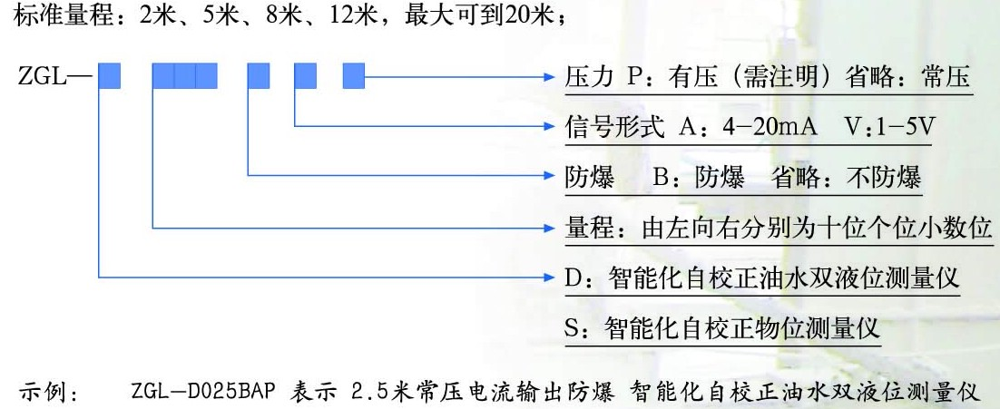 标准量程：2米、5米、8米、12米，最大可到20米；
ZGL—
压力 P：有压（需注明）省略：常压
信号形式 A：4-20mA V:1-5V
防爆 B：防爆 省略：不防爆
量程：由左向右分别为十位个位小数位
D：智能化自校正油水双液位测量仪
S：智能化自校正物位测量仪
示例： ZGL-D025BAP 表示 2.5米常压电流输出防爆 智能化自校正油水双液位测量仪